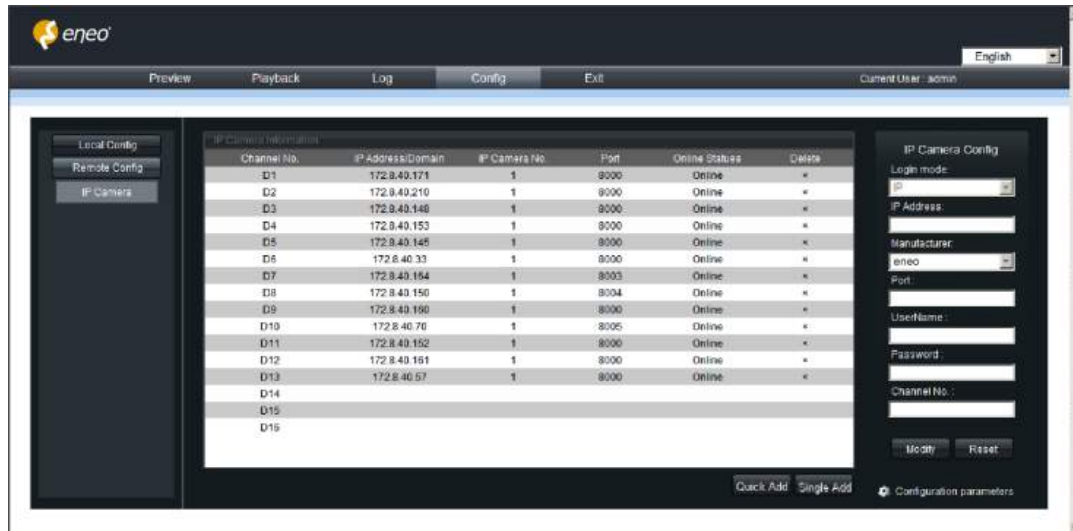 eneo
English
Preview Playback Log Config Exit Current User : admin
Local Config
Remote Config
IP Camera
IP Camera Information
Channel No. IP Address/Domain IP Camera No. Port Online Statues Delete
D1 172.8.40.171 1 8000 Online ×
D2 172.8.40.210 1 8000 Online ×
D3 172.8.40.148 1 8000 Online ×
D4 172.8.40.153 1 8000 Online ×
D5 172.8.40.145 1 8000 Online ×
D6 172.8.40.33 1 8000 Online ×
D7 172.8.40.164 1 8003 Online ×
D8 172.8.40.150 1 8004 Online ×
D9 172.8.40.160 1 8000 Online ×
D10 172.8.40.70 1 8005 Online ×
D11 172.8.40.152 1 8000 Online ×
D12 172.8.40.161 1 8000 Online ×
D13 172.8.40.57 1 8000 Online ×
D14
D15
D16
Quick Add Single Add
IP Camera Config
Login mode:
IP
IP Address:
Manufacturer:
eneo
Port :
UserName :
Password :
Channel No. :
Modify Reset
Configuration parameters